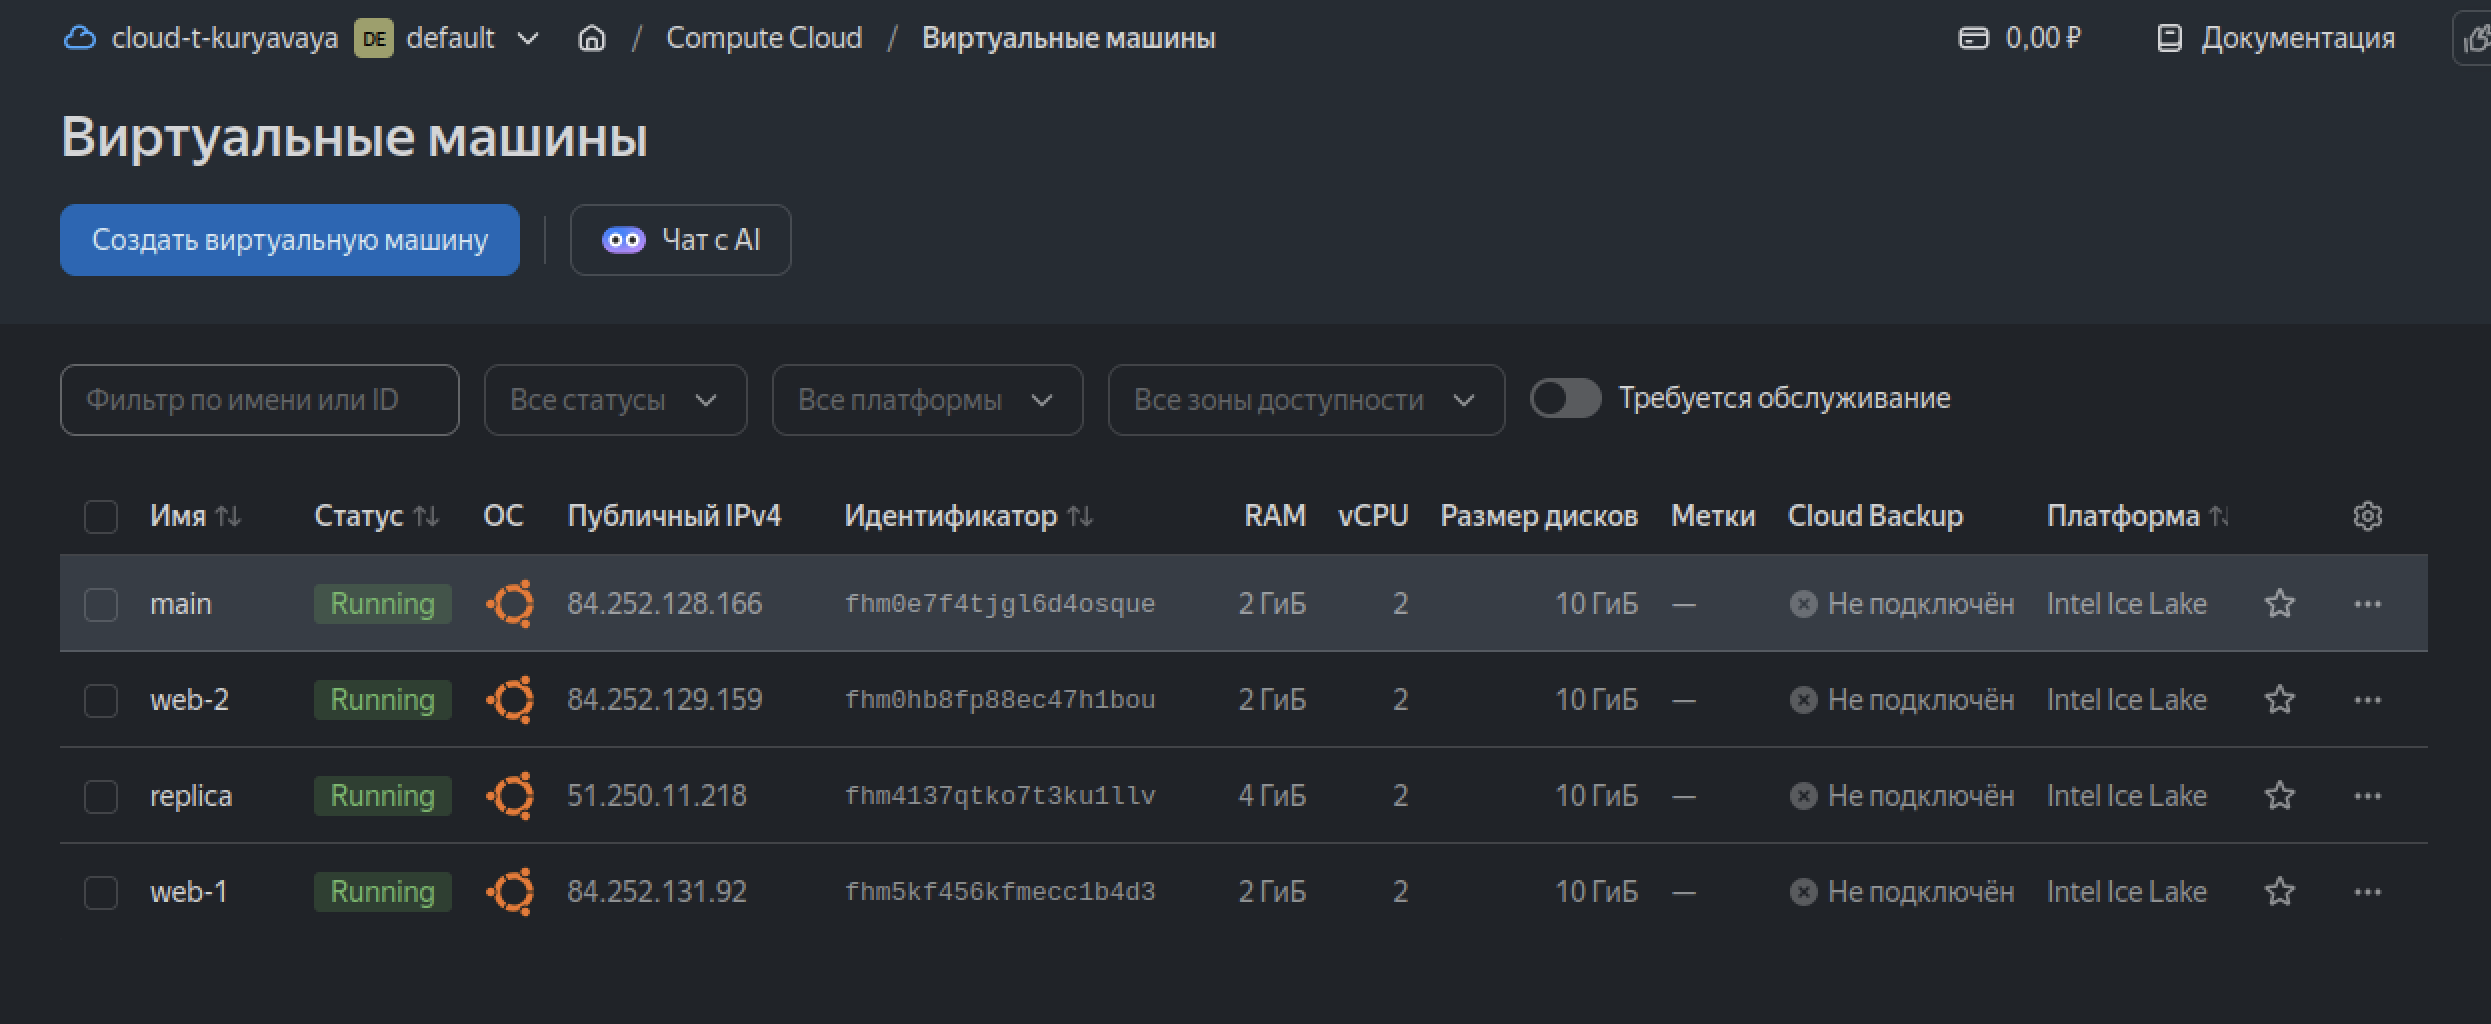 cloud-t-kuryavaya DE default / Compute Cloud / Виртуальные машины 0,00 ₽ Документация
Виртуальные машины
Создать виртуальную машину Чат с AI
Фильтр по имени или ID Все статусы Все платформы Все зоны доступности Требуется обслуживание
Имя Статус ОС Публичный IPv4 Идентификатор RAM vCPU Размер дисков Метки Cloud Backup Платформа
main Running 84.252.128.166 fhm0e7f4tjgl6d4osque 2 ГиБ 2 10 ГиБ — Не подключён Intel Ice Lake
web-2 Running 84.252.129.159 fhm0hb8fp88ec47h1bou 2 ГиБ 2 10 ГиБ — Не подключён Intel Ice Lake
replica Running 51.250.11.218 fhm4137qtko7t3ku1llv 4 ГиБ 2 10 ГиБ — Не подключён Intel Ice Lake
web-1 Running 84.252.131.92 fhm5kf456kfmecc1b4d3 2 ГиБ 2 10 ГиБ — Не подключён Intel Ice Lake